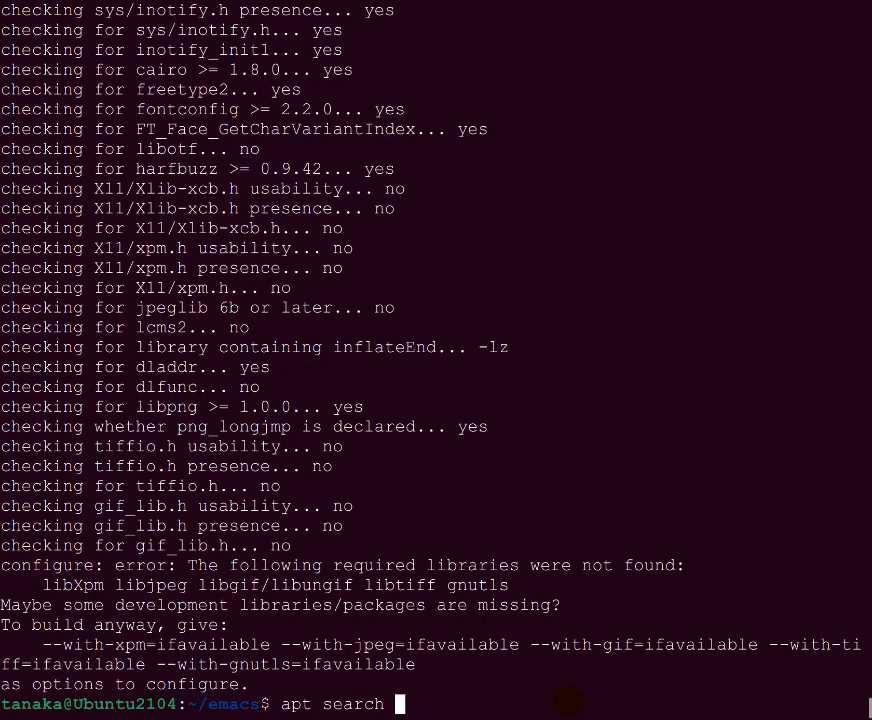 checking sys/inotify.h presence... yes
checking for sys/inotify.h... yes
checking for inotify_init1... yes
checking for cairo >= 1.8.0... yes
checking for freetype2... yes
checking for fontconfig >= 2.2.0... yes
checking for FT_Face_GetCharVariantIndex... yes
checking for libotf... no
checking for harfbuzz >= 0.9.42... yes
checking X11/Xlib-xcb.h usability... no
checking X11/Xlib-xcb.h presence... no
checking for X11/Xlib-xcb.h... no
checking X11/xpm.h usability... no
checking X11/xpm.h presence... no
checking for X11/xpm.h... no
checking for jpeglib 6b or later... no
checking for lcms2... no
checking for library containing inflateEnd... -lz
checking for dladdr... yes
checking for dlfunc... no
checking for libpng >= 1.0.0... yes
checking whether png_longjmp is declared... yes
checking tiffio.h usability... no
checking tiffio.h presence... no
checking for tiffio.h... no
checking gif_lib.h usability... no
checking gif_lib.h presence... no
checking for gif_lib.h... no
configure: error: The following required libraries were not found:
    libXpm libjpeg libgif/libungif libtiff gnutls
Maybe some development libraries/packages are missing?
To build anyway, give:
    --with-xpm=ifavailable --with-jpeg=ifavailable --with-gif=ifavailable --with-ti
ff=ifavailable --with-gnutls=ifavailable
as options to configure.
tanaka@Ubuntu2104:~/emacs$ apt search